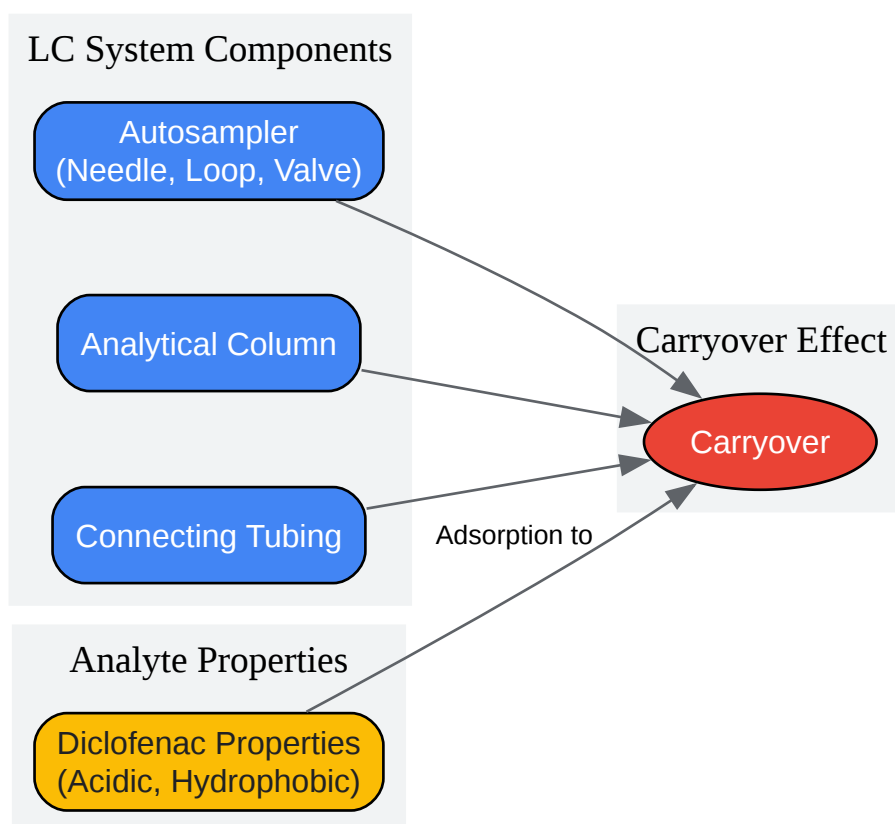 LC System Components
Autosampler
(Needle, Loop, Valve)
Analytical Column
Connecting Tubing
Carryover Effect
Carryover
Adsorption to
Analyte Properties
Diclofenac Properties
(Acidic, Hydrophobic)